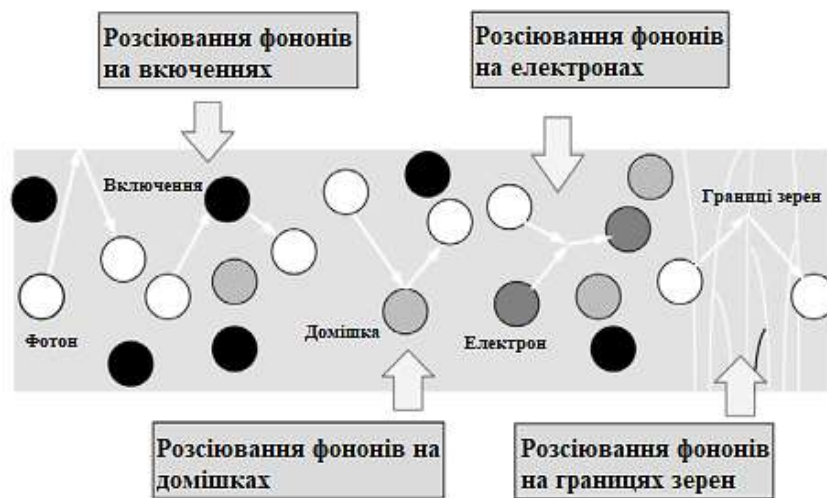 Розсіювання фононів
на вкюченнях
Розсіювання фононів
на електронах
Включення
Границі зерен
Фотон
Домішка
Електрон
Розсіювання фононів на
домішках
Розсіювання фононів
на границях зерен